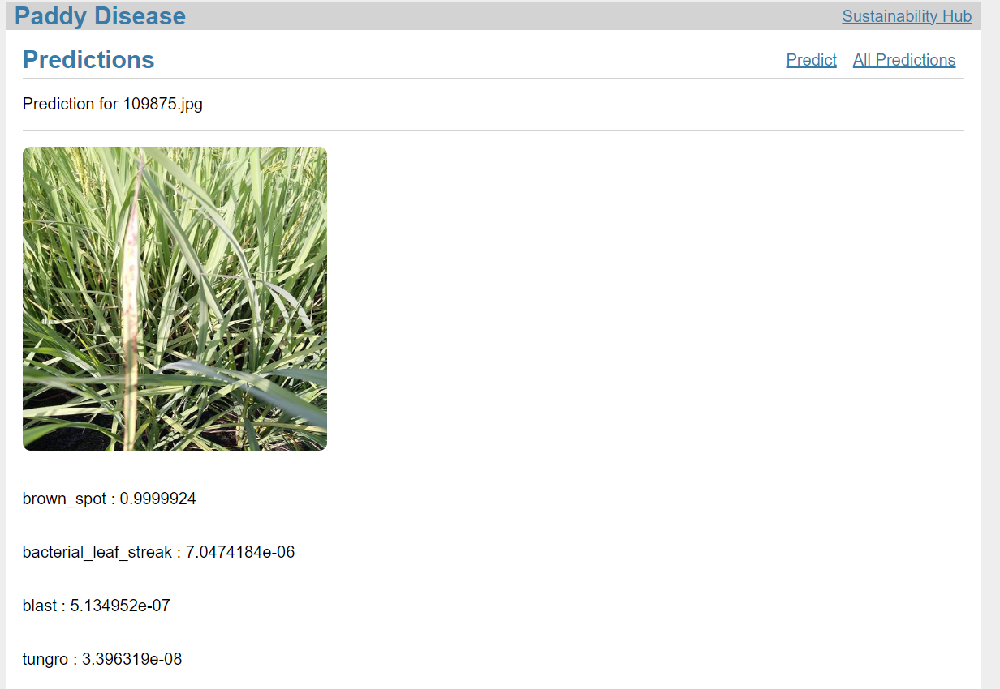 Paddy Disease
Sustainability Hub
Predictions
Predict
All Predictions
Prediction for 109875.jpg
brown_spot : 0.9999924
bacterial_leaf_streak : 7.0474184e-06
blast : 5.134952e-07
tungro : 3.396319e-08